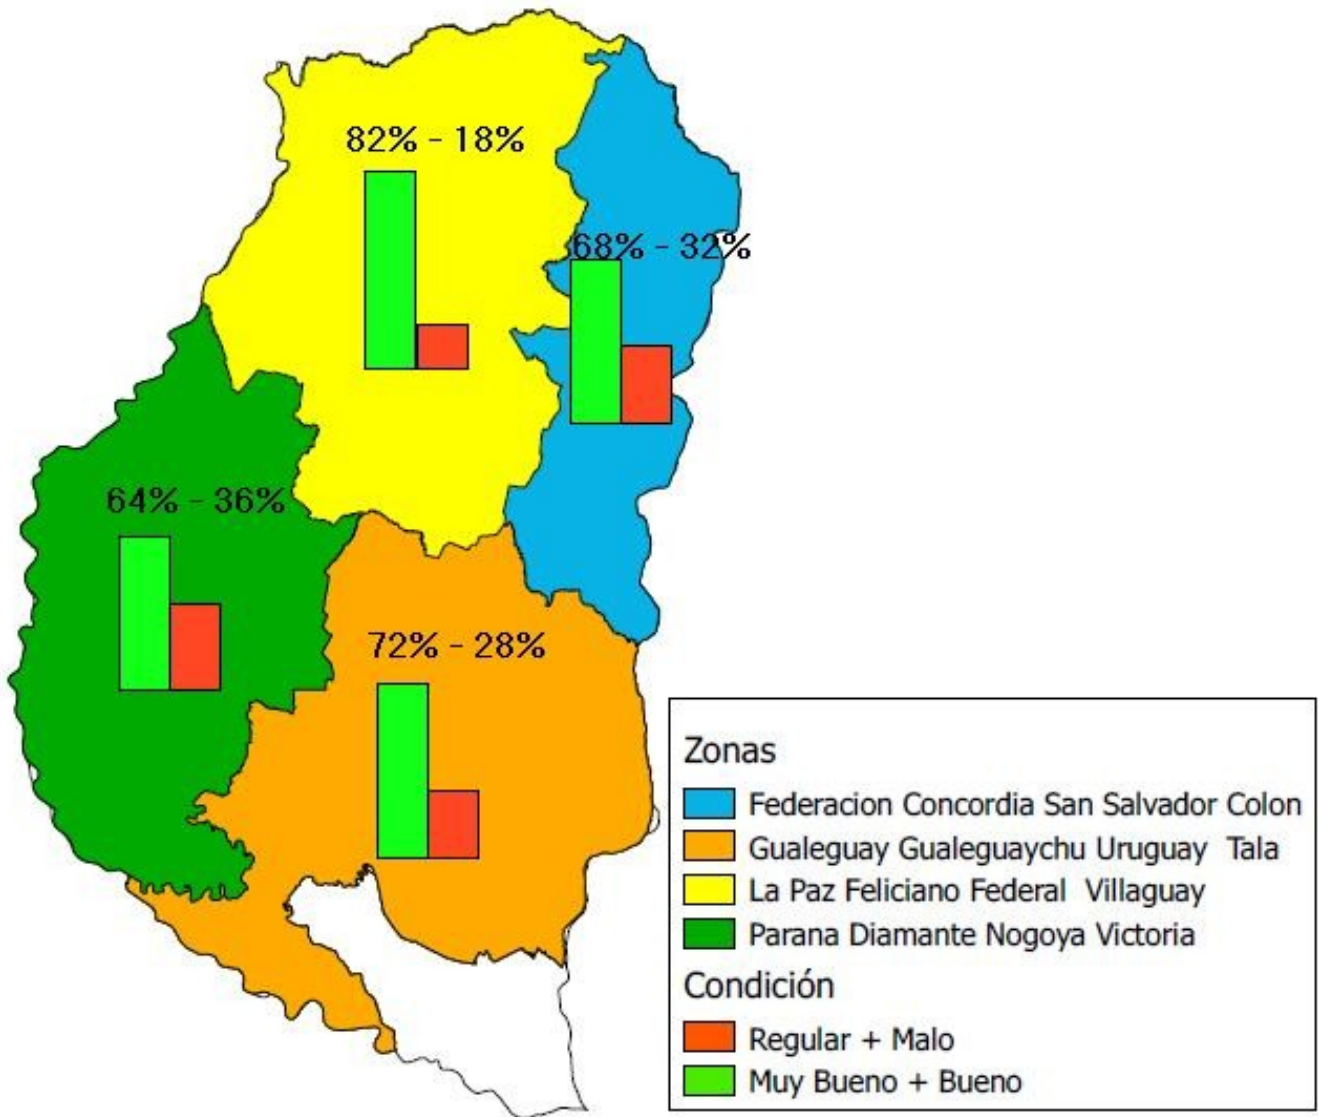 82% - 18%
68% - 32%
64% - 36%
72% - 28%
Zonas
Federacion Concordia San Salvador Colon
Gualeguay Gualeguaychu Uruguay Tala
La Paz Feliciano Federal Villaguay
Parana Diamante Nogoya Victoria
Condición
Regular + Malo
Muy Bueno + Bueno